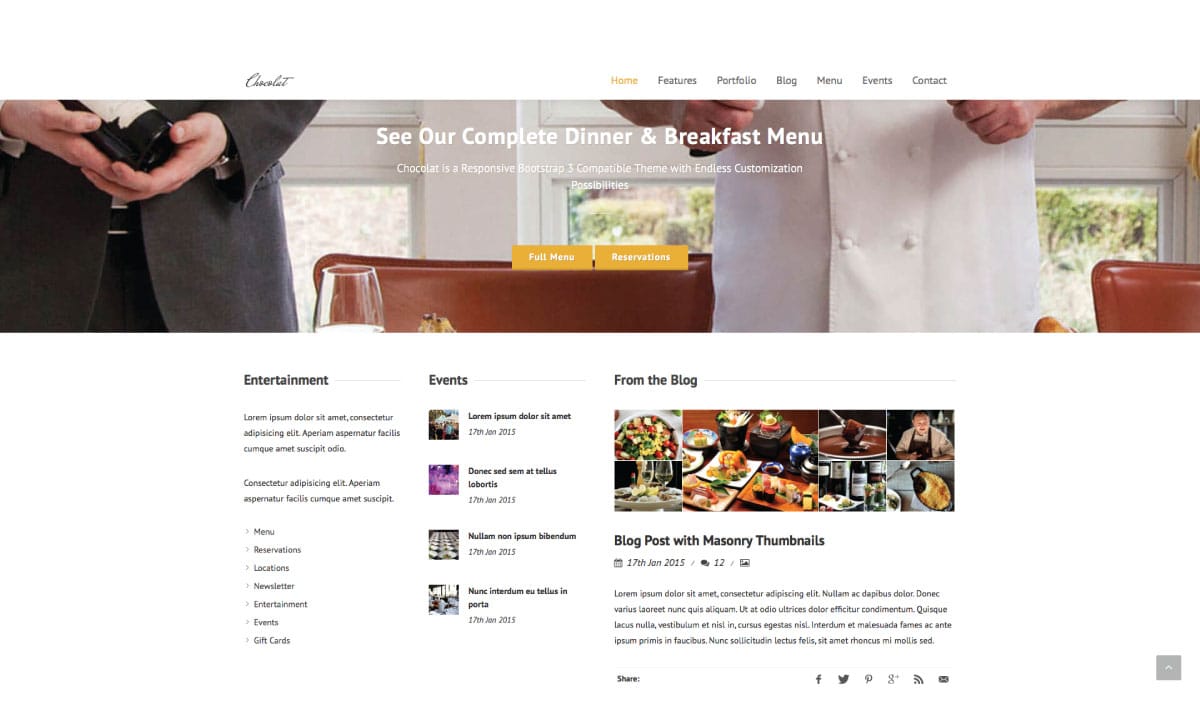 Chocolat
Home Features Portfolio Blog Menu Events Contact
See Our Complete Dinner & Breakfast Menu
Chocolat is a Responsive Bootstrap 3 Compatible Theme with Endless Customization
Possibilities
Full Menu Reservations
Entertainment
Lorem ipsum dolor sit amet, consectetur
adipisicing elit. Aperiam aspernatur facilis
cumque amet suscipit odio.
Consectetur adipisicing elit. Aperiam
aspernatur facilis cumque amet suscipit.
Menu
Reservations
Locations
Newsletter
Entertainment
Events
Gift Cards
Events
Lorem ipsum dolor sit amet
17th Jan 2015
Donec sed sem at tellus
lobortis
17th Jan 2015
Nullam non ipsum bibendum
17th Jan 2015
Nunc interdum eu tellus in
porta
17th Jan 2015
From the Blog
Blog Post with Masonry Thumbnails
17th Jan 2015 / 12 /
Lorem ipsum dolor sit amet, consectetur adipiscing elit. Nullam ac dapibus dolor. Donec
varius laoreet nunc quis aliquam. Ut at odio ultrices dolor efficitur condimentum. Quisque
lacus nulla, vestibulum et nisl in, cursus egestas nisl. Interdum et malesuada fames ac ante
ipsum primis in faucibus. Nunc sollicitudin lectus felis, sit amet rhoncus mi mollis sed.
Share: